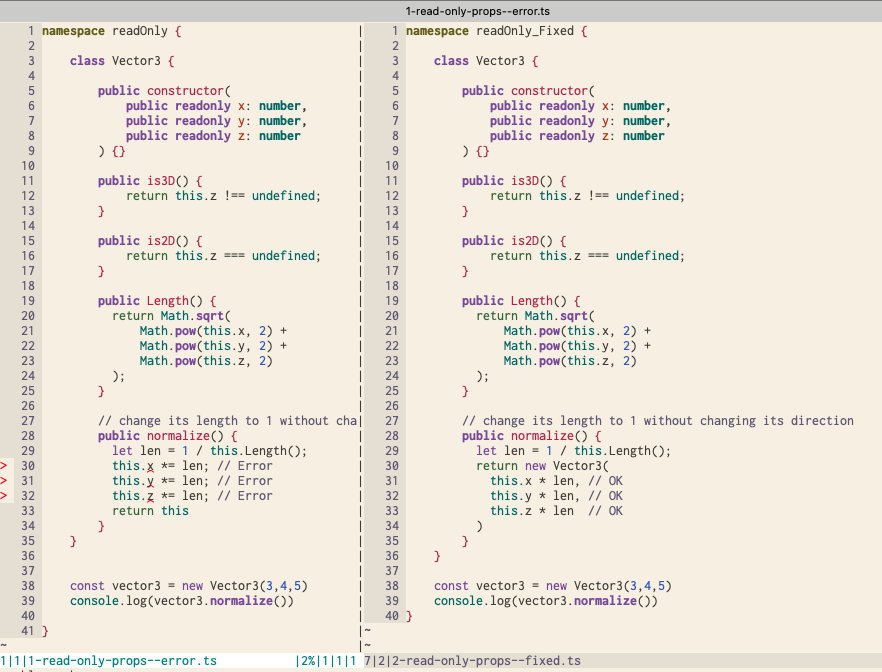 1-read-only-props--error.ts
1 namespace readOnly {
2
3 class Vector3 {
4
5 public constructor(
6 public readonly x: number,
7 public readonly y: number,
8 public readonly z: number
9 ) {}
10
11 public is3D() {
12 return this.z !== undefined;
13 }
14
15 public is2D() {
16 return this.z === undefined;
17 }
18
19 public Length() {
20 return Math.sqrt(
21 Math.pow(this.x, 2) +
22 Math.pow(this.y, 2) +
23 Math.pow(this.z, 2)
24 );
25 }
26
27 // change its length to 1 without cha
28 public normalize() {
29 let len = 1 / this.Length();
> 30 this.x *= len; // Error
> 31 this.y *= len; // Error
> 32 this.z *= len; // Error
33 return this
34 }
35 }
36
37
38 const vector3 = new Vector3(3,4,5)
39 console.log(vector3.normalize())
40
41 }
~
1|1|1-read-only-props--error.ts |2%|1|1|1
1 namespace readOnly_Fixed {
2
3 class Vector3 {
4
5 public constructor(
6 public readonly x: number,
7 public readonly y: number,
8 public readonly z: number
9 ) {}
10
11 public is3D() {
12 return this.z !== undefined;
13 }
14
15 public is2D() {
16 return this.z === undefined;
17 }
18
19 public Length() {
20 return Math.sqrt(
21 Math.pow(this.x, 2) +
22 Math.pow(this.y, 2) +
23 Math.pow(this.z, 2)
24 );
25 }
26
27 // change its length to 1 without changing its direction
28 public normalize() {
29 let len = 1 / this.Length();
30 return new Vector3(
31 this.x * len, // OK
32 this.y * len, // OK
33 this.z * len // OK
34 )
35 }
36 }
37
38 const vector3 = new Vector3(3,4,5)
39 console.log(vector3.normalize())
40 }
~
~
7|2|2-read-only-props--fixed.ts